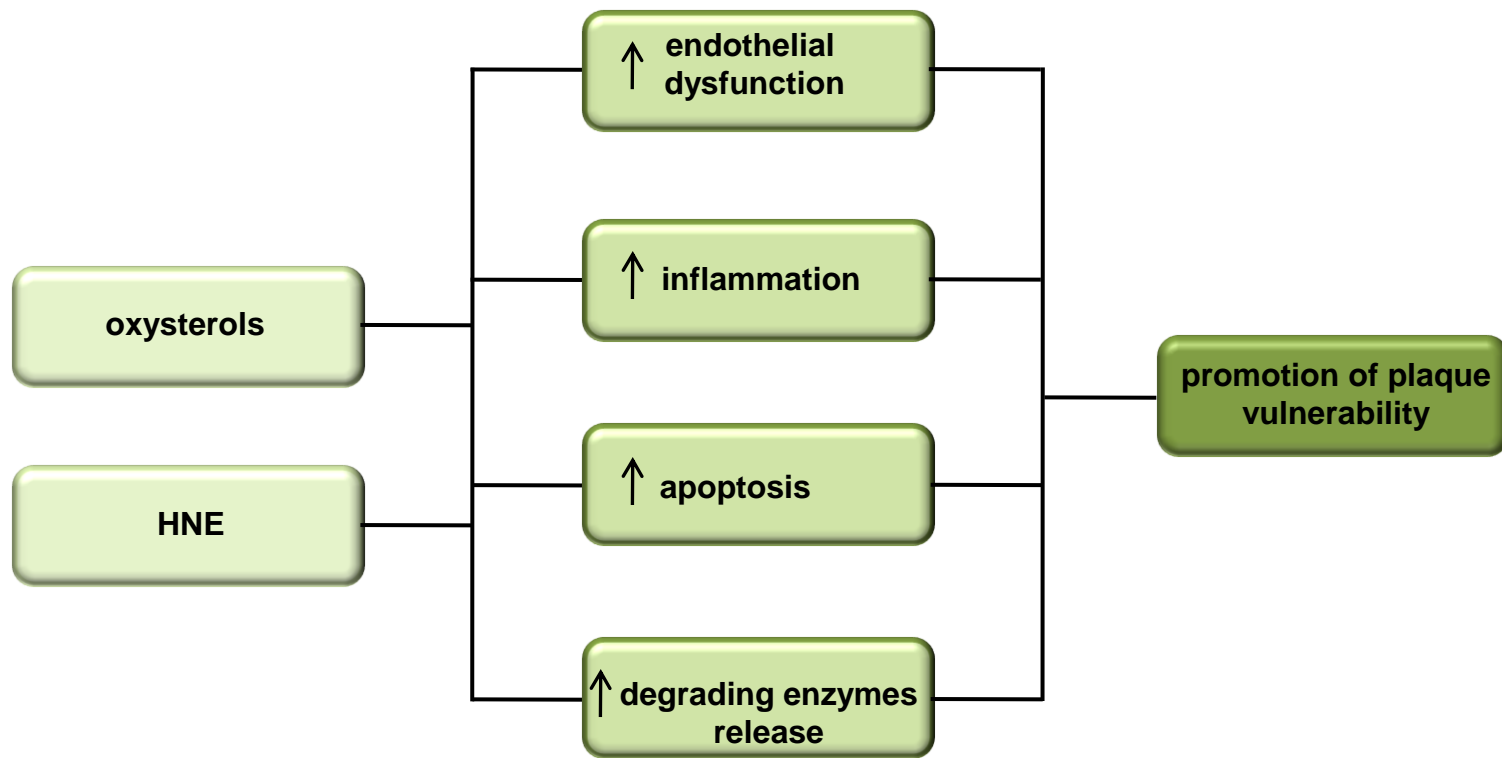 oxysterols
HNE
↑ endothelial
dysfunction
↑ inflammation
↑ apoptosis
↑ degrading enzymes
release
promotion of plaque
vulnerability